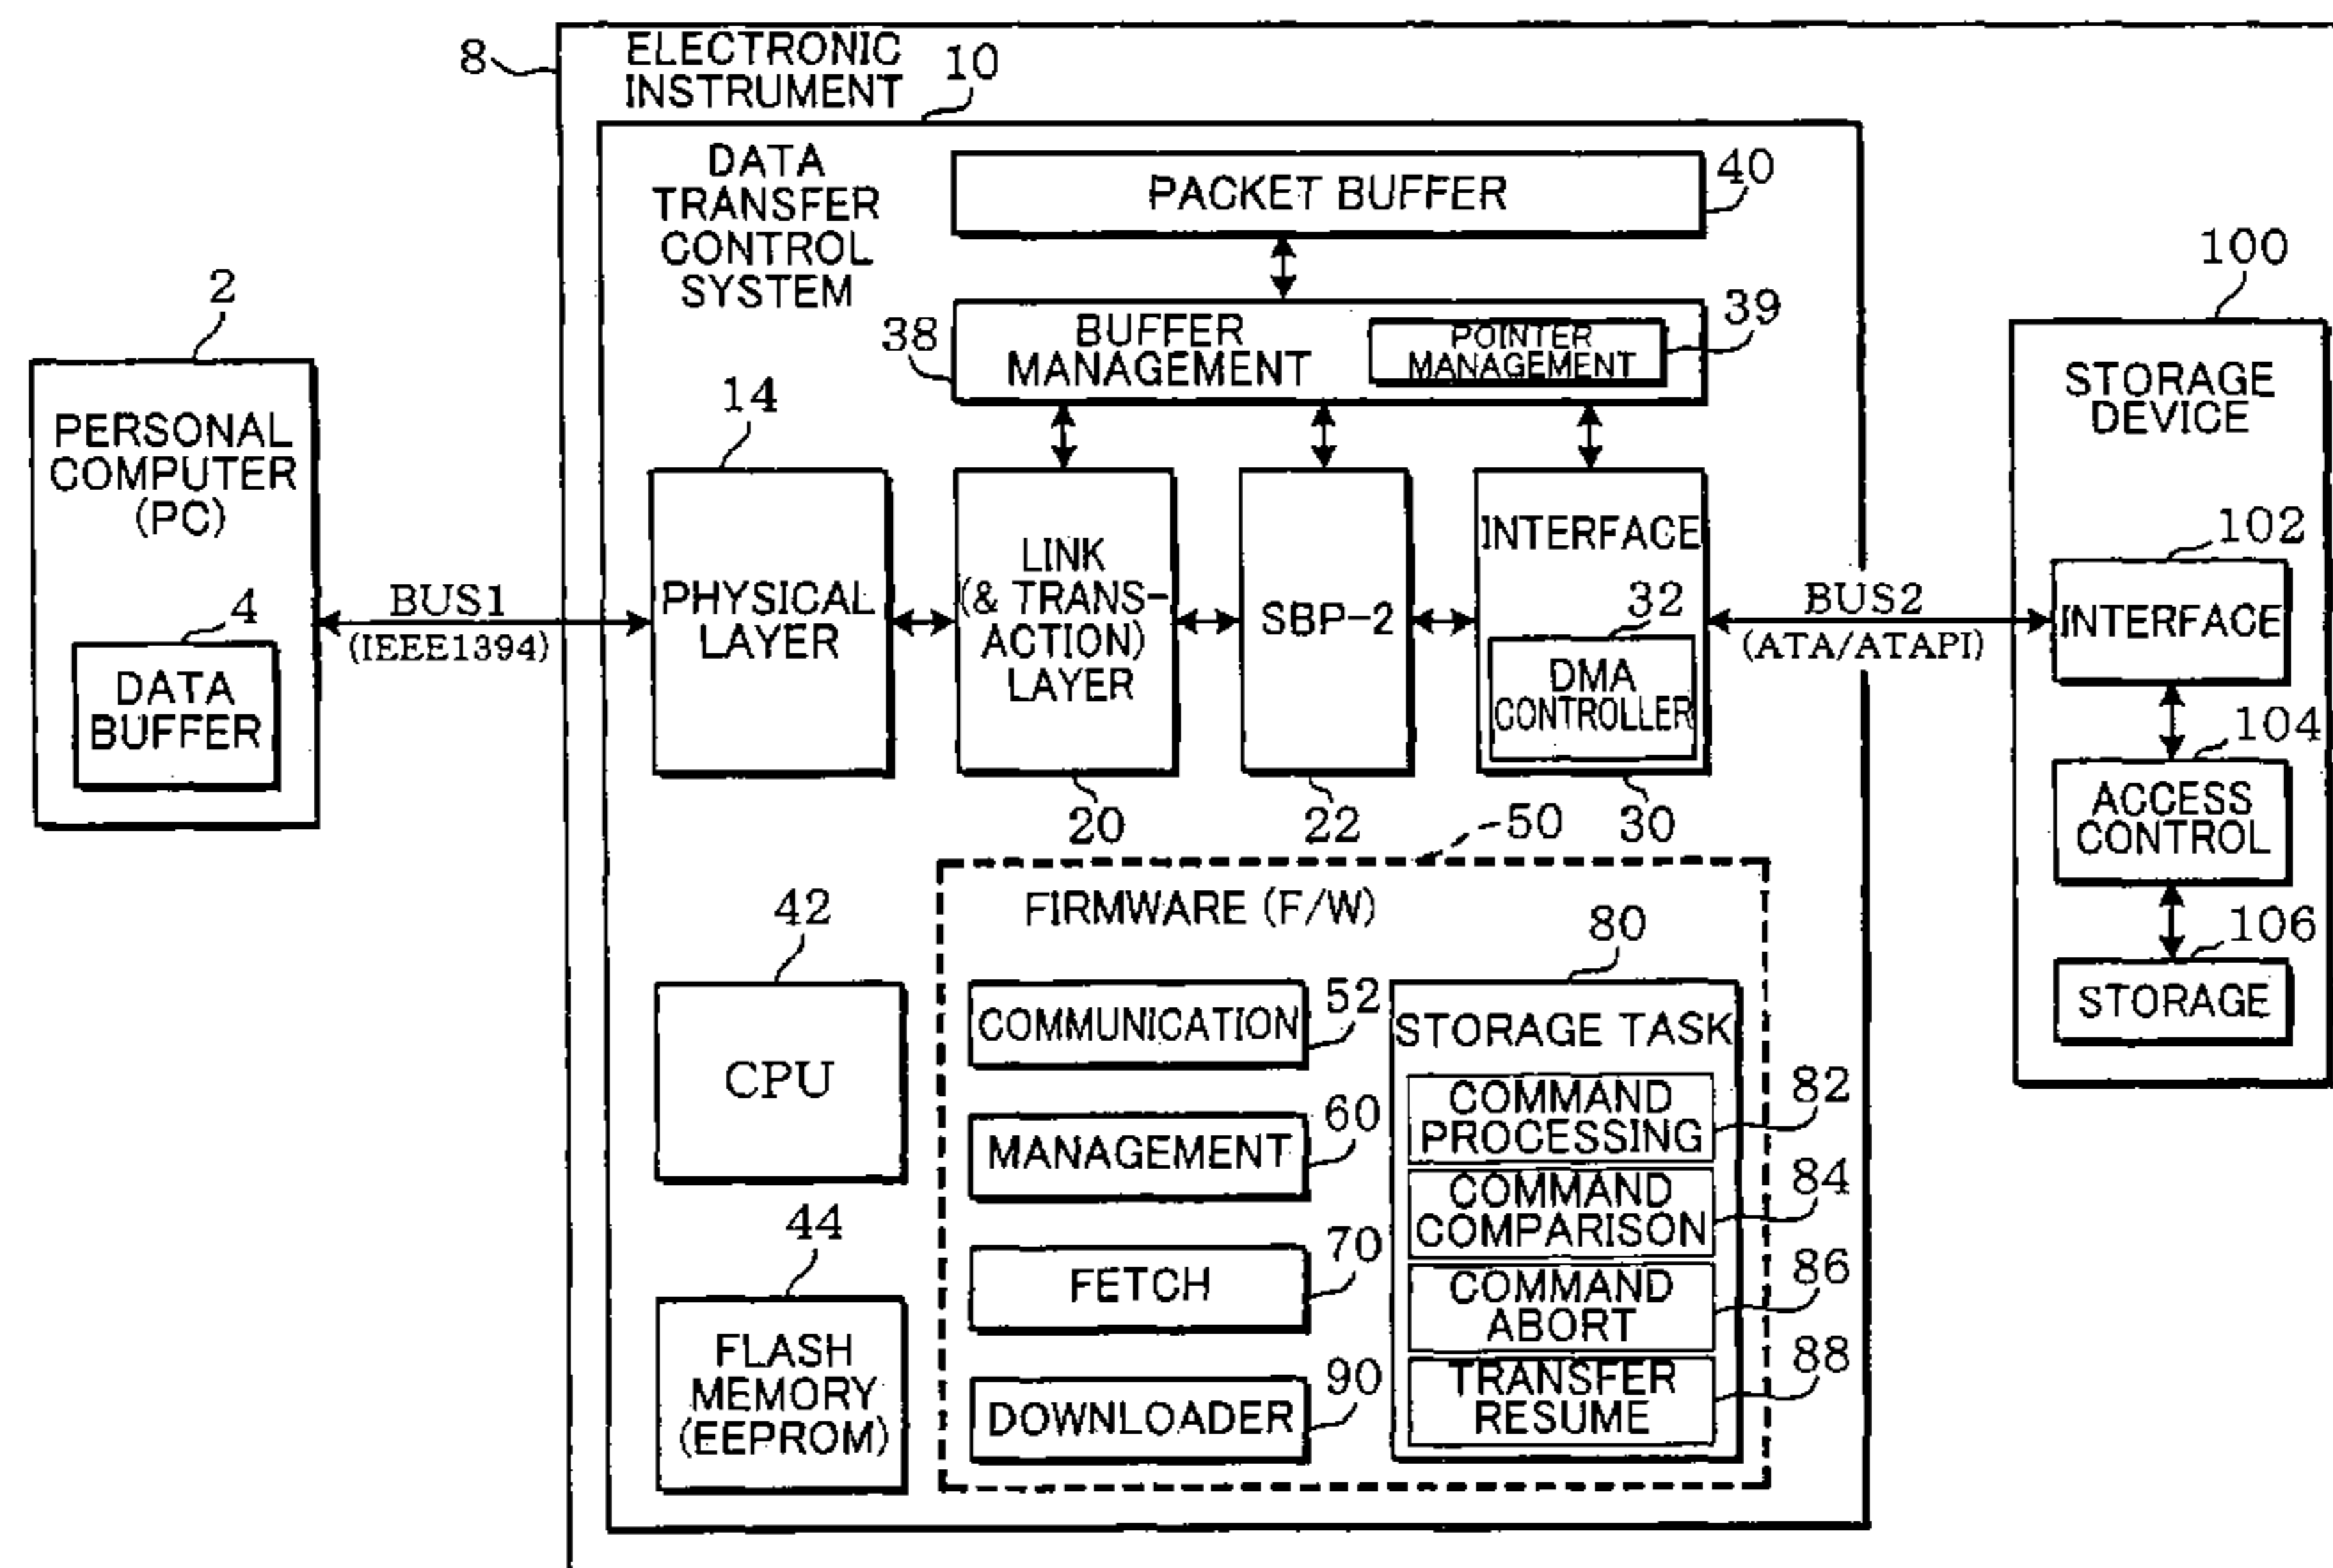 8
ELECTRONIC
INSTRUMENT
10
DATA
TRANSFER
CONTROL
SYSTEM
PACKET BUFFER
40
38
BUFFER
MANAGEMENT
POINTER
MANAGEMENT
39
2
PERSONAL
COMPUTER
(PC)
4
DATA
BUFFER
BUS1
(IEEE1394)
14
PHYSICAL
LAYER
LINK
(& TRANS-
ACTION)
LAYER
20
SBP-2
22
INTERFACE
32
DMA
CONTROLLER
30
BUS2
(ATA/ATAPI)
100
STORAGE
DEVICE
102
INTERFACE
104
ACCESS
CONTROL
106
STORAGE
42
CPU
44
FLASH
MEMORY
(EEPROM)
50
FIRMWARE (F/W)
COMMUNICATION
52
MANAGEMENT
60
FETCH
70
DOWNLOADER
90
80
STORAGE TASK
COMMAND
PROCESSING
82
COMMAND
COMPARISON
84
COMMAND
ABORT
86
TRANSFER
RESUME
88